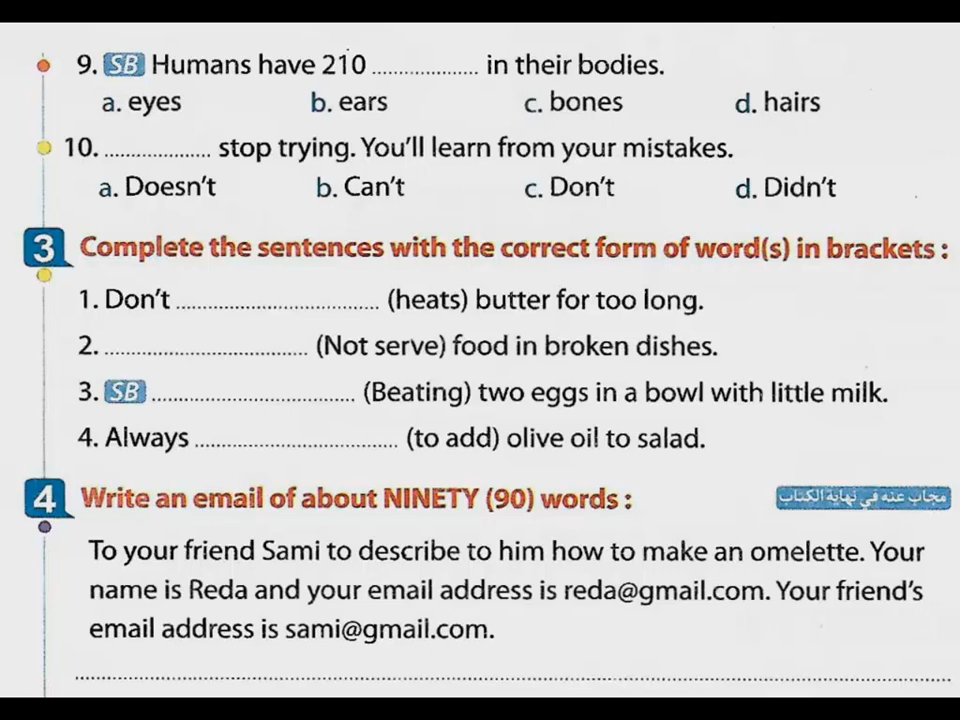 9. SB Humans have 210 ................... in their bodies.
a. eyes b. ears c. bones d. hairs
10. ................... stop trying. You'll learn from your mistakes.
a. Doesn't b. Can't c. Don't d. Didn't
3 Complete the sentences with the correct form of word(s) in brackets :
1. Don't .................................... (heats) butter for too long.
2. .................................... (Not serve) food in broken dishes.
3. SB .................................... (Beating) two eggs in a bowl with little milk.
4. Always .................................... (to add) olive oil to salad.
4 Write an email of about NINETY (90) words : مجاب عنه في نهاية الكتاب
To your friend Sami to describe to him how to make an omelette. Your
name is Reda and your email address is reda@gmail.com. Your friend's
email address is sami@gmail.com.